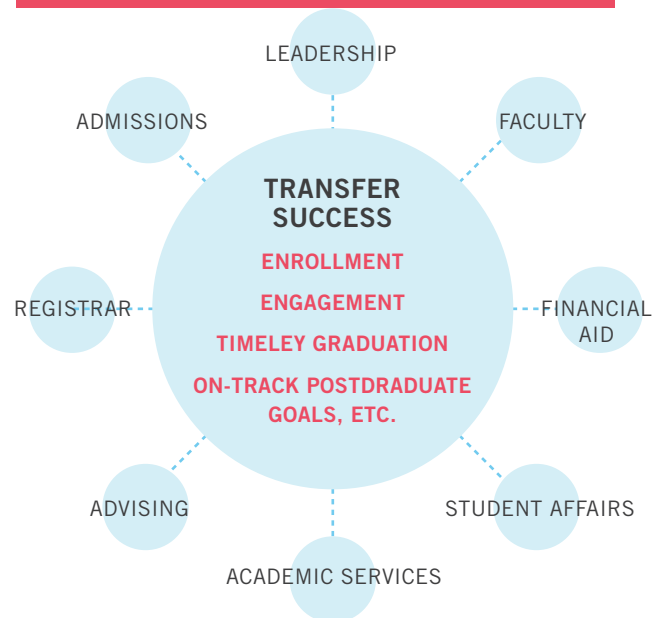 LEADERSHIP
ADMISSIONS
FACULTY
TRANSFER
SUCCESS
ENROLLMENT
ENGAGEMENT
TIMELEY GRADUATION
ON-TRACK POSTDRADUATE
GOALS, ETC.
REGISTRAR
FINANCIAL
AID
ADVISING
STUDENT AFFAIRS
ACADEMIC SERVICES